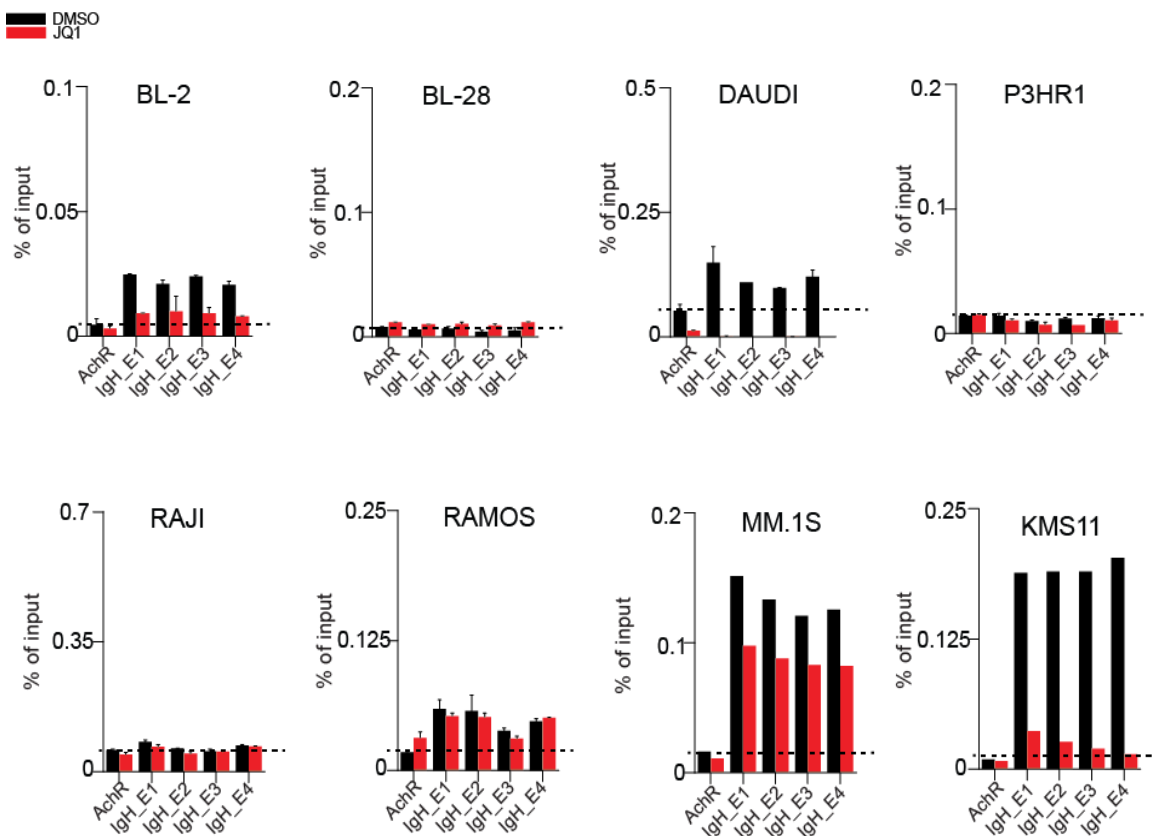 DMSO
JQ1
BL-2
% of input
0.1
0.05
0
AchR
IgH_E1
IgH_E2
IgH_E3
IgH_E4
BL-28
% of input
0.2
0.1
0
AchR
IgH_E1
IgH_E2
IgH_E3
IgH_E4
DAUDI
% of input
0.5
0.25
0
AchR
IgH_E1
IgH_E2
IgH_E3
IgH_E4
P3HR1
% of input
0.2
0.1
0
AchR
IgH_E1
IgH_E2
IgH_E3
IgH_E4
RAJI
% of input
0.7
0.35
0
AchR
IgH_E1
IgH_E2
IgH_E3
IgH_E4
RAMOS
% of input
0.25
0.125
0
AchR
IgH_E1
IgH_E2
IgH_E3
IgH_E4
MM.1S
% of input
0.2
0.1
0
AchR
IgH_E1
IgH_E2
IgH_E3
IgH_E4
KMS11
% of input
0.25
0.125
0
AchR
IgH_E1
IgH_E2
IgH_E3
IgH_E4